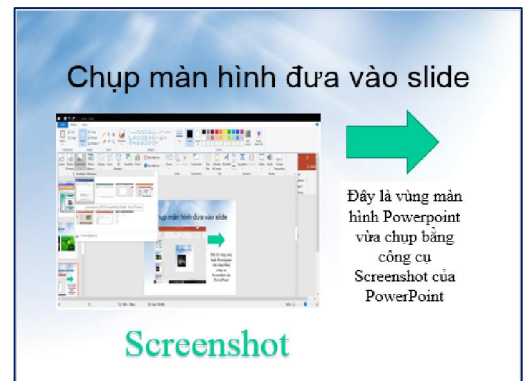 Chụp màn hình đưa vào slide
Đây là vùng màn
hình Powerpoint
vừa chụp bằng
công cụ
Screenshot của
PowerPoint
Screenshot